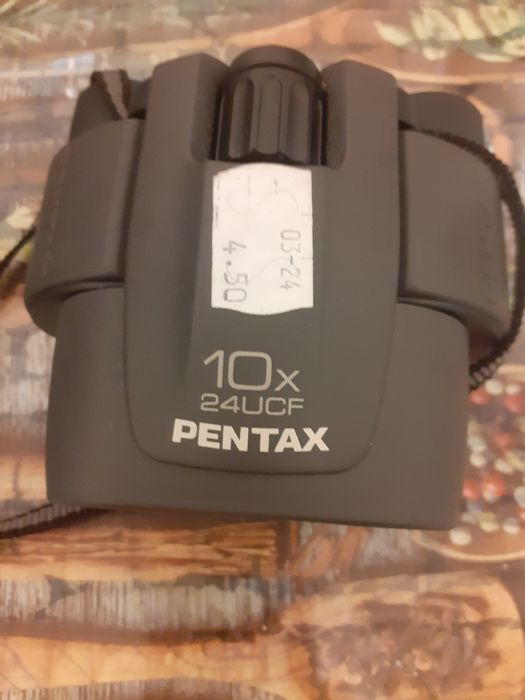 03-24
4.50
10x
24UCF
PENTAX